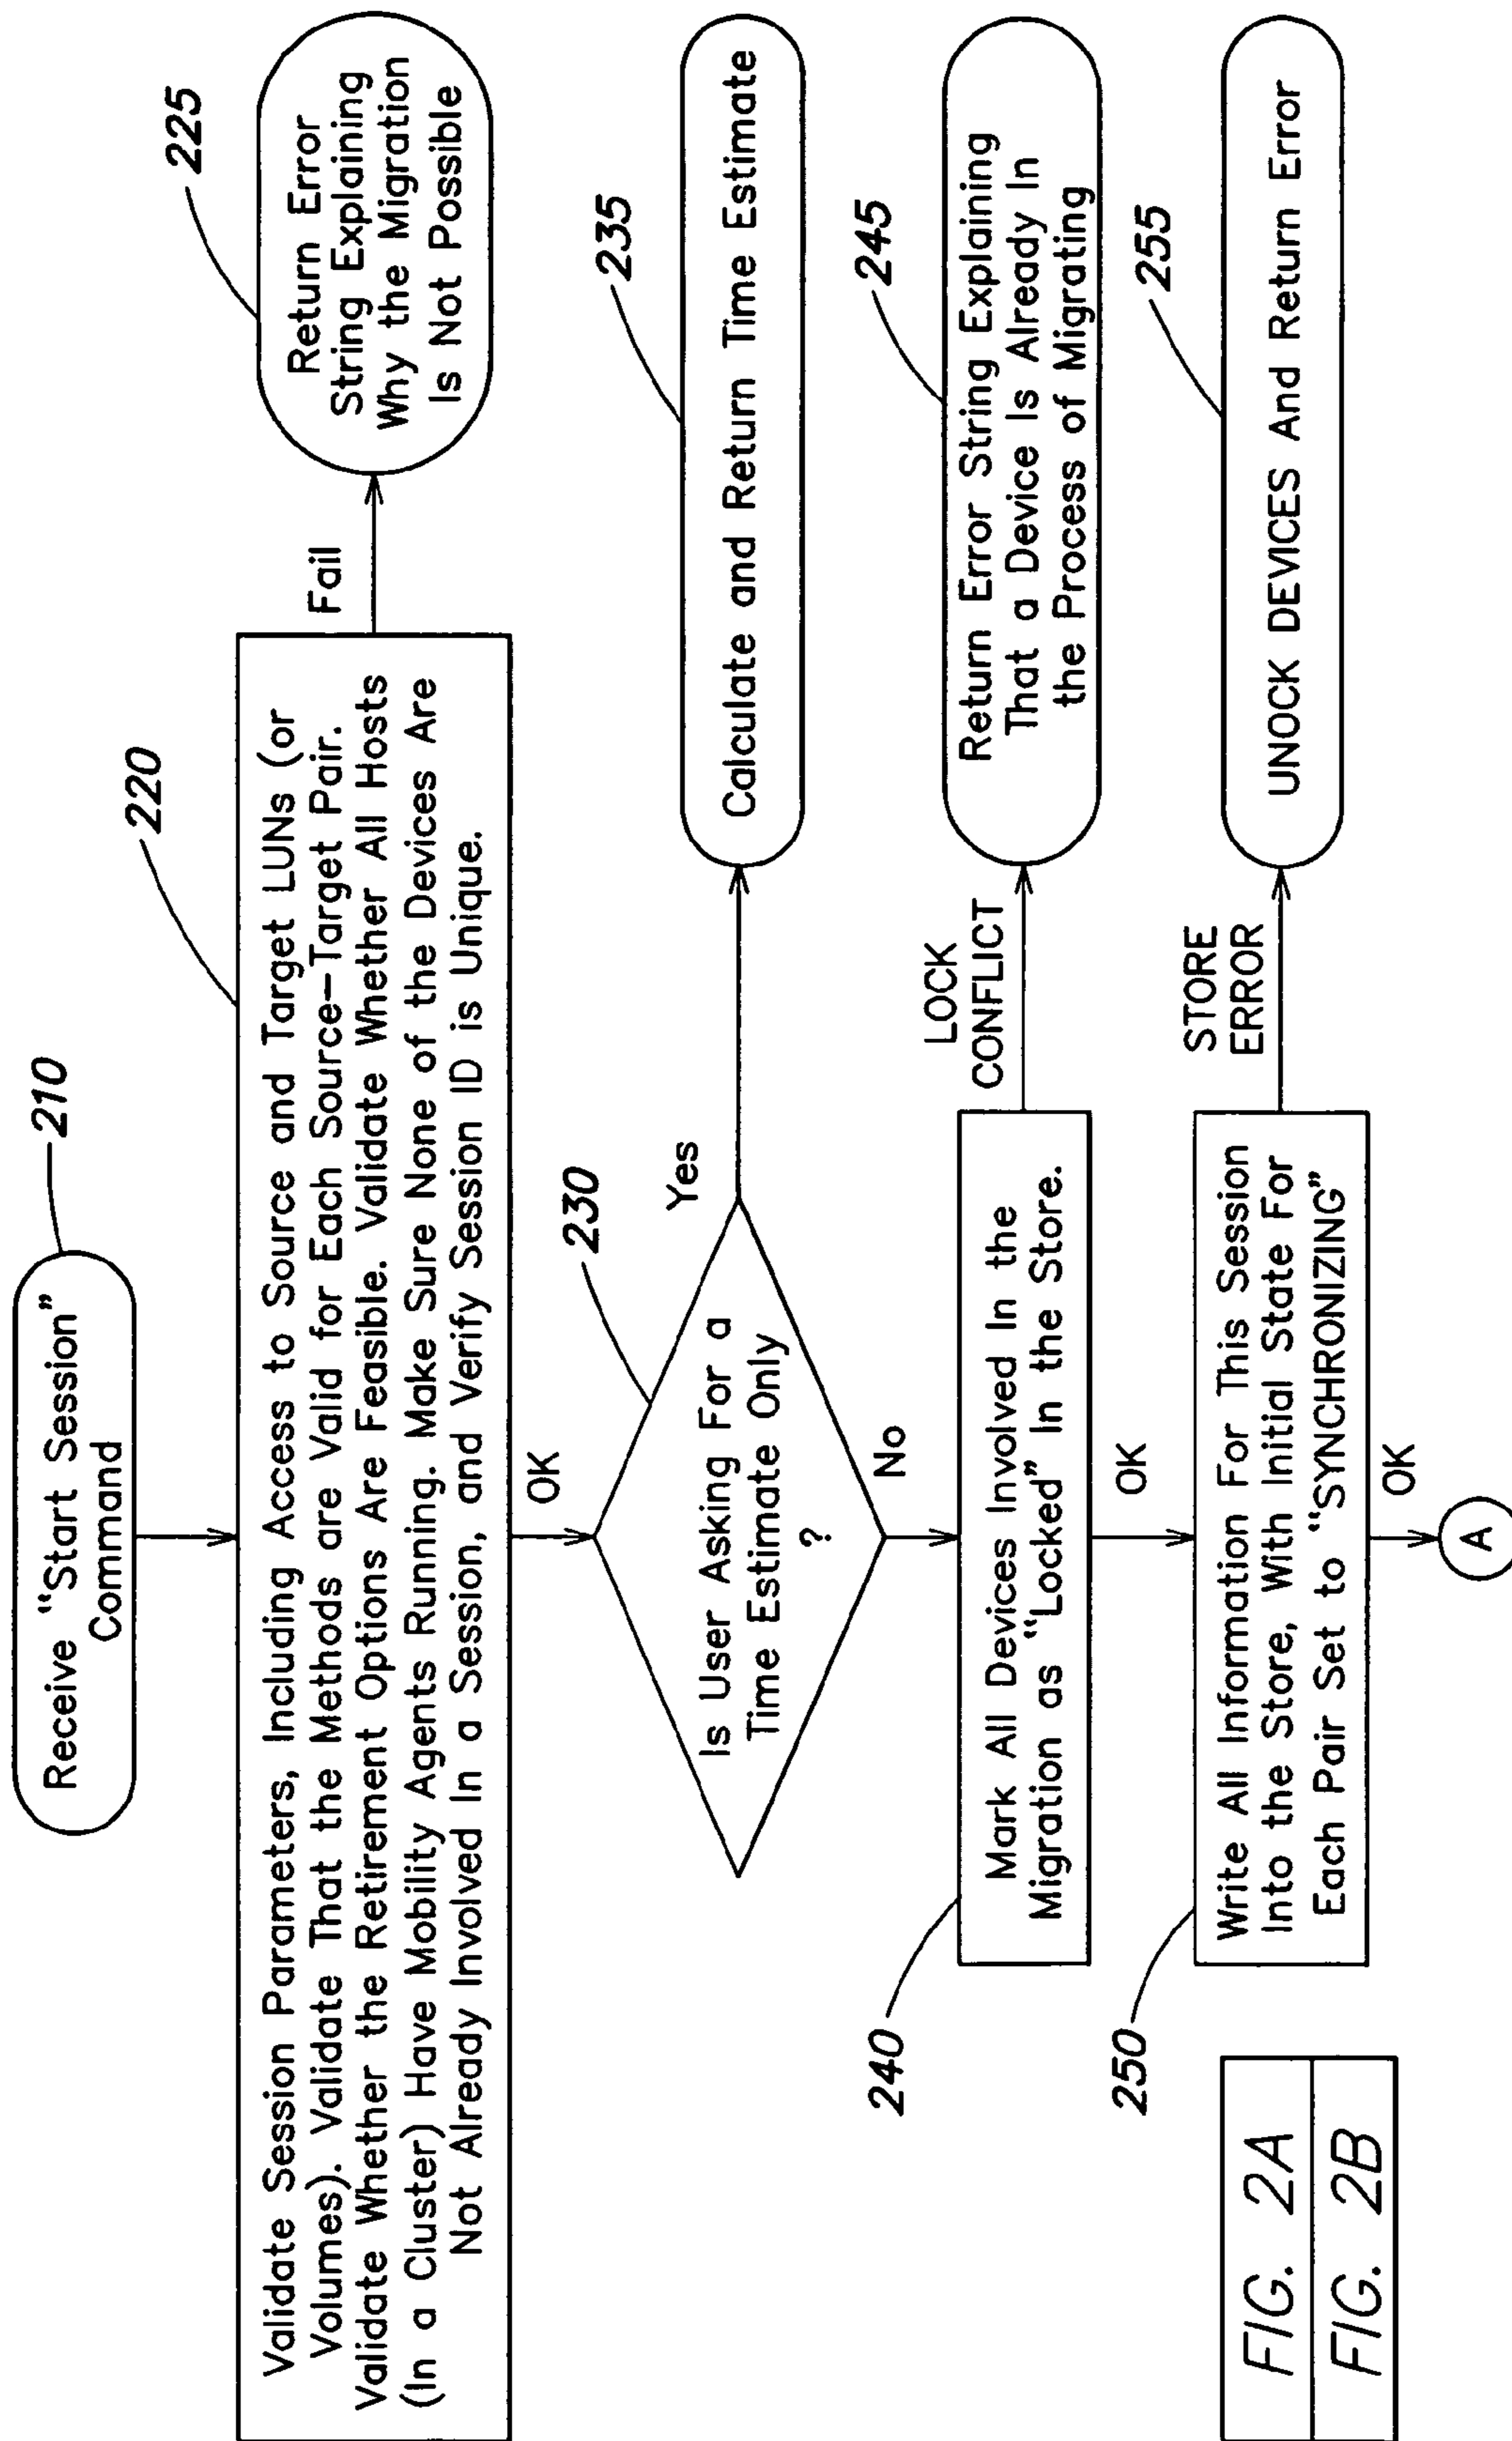 210
Receive “Start Session”
Command
220
Validate Session Parameters, Including Access to Source and Target LUNs (or
Volumes). Validate That the Methods are Valid for Each Source-Target Pair.
Validate Whether the Retirement Options Are Feasible. Validate Whether All Hosts
(In a Cluster) Have Mobility Agents Running. Make Sure None of the Devices Are
Not Already Involved In a Session, and Verify Session ID is Unique.
Fail
225
Return Error
String Explaining
Why the Migration
Is Not Possible
OK
230
Is User Asking For a
Time Estimate Only
?
Yes
235
Calculate and Return Time Estimate
No
240
Mark All Devices Involved In the
Migration as “Locked” In the Store.
LOCK
CONFLICT
245
Return Error String Explaining
That a Device Is Already In
the Process of Migrating
OK
250
Write All Information For This Session
Into the Store, With Initial State For
Each Pair Set to “SYNCHRONIZING”
STORE
ERROR
255
UNOCK DEVICES And Return Error
OK
A
FIG. 2A
FIG. 2B